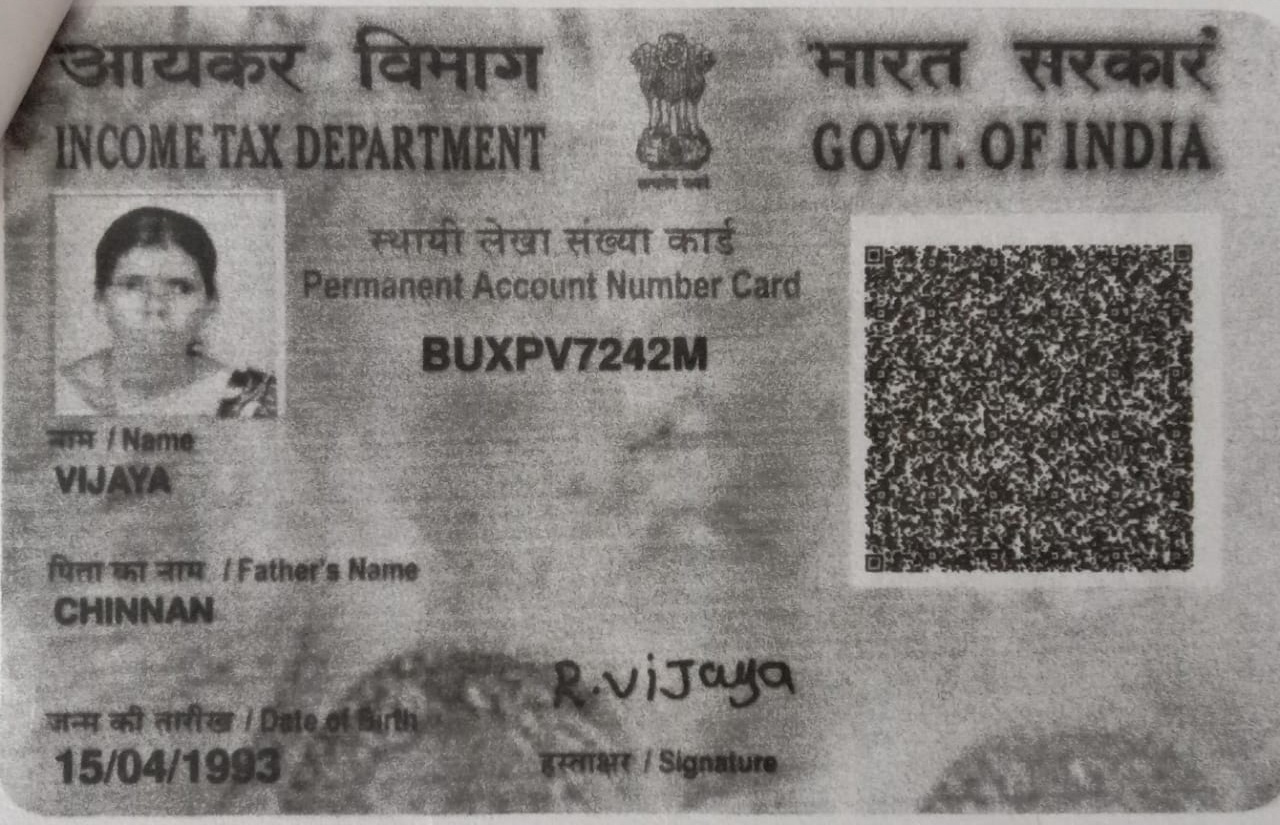 आयकर विभाग
INCOME TAX DEPARTMENT
भारत सरकार
GOVT. OF INDIA
सत्यमेव जयते
स्थायी लेखा संख्या कार्ड
Permanent Account Number Card
BUXPV7242M
नाम / Name
VIJAYA
पिता का नाम / Father's Name
CHINNAN
जन्म की तारीख / Date of Birth
15/04/1993
R.viJaya
हस्ताक्षर / Signature